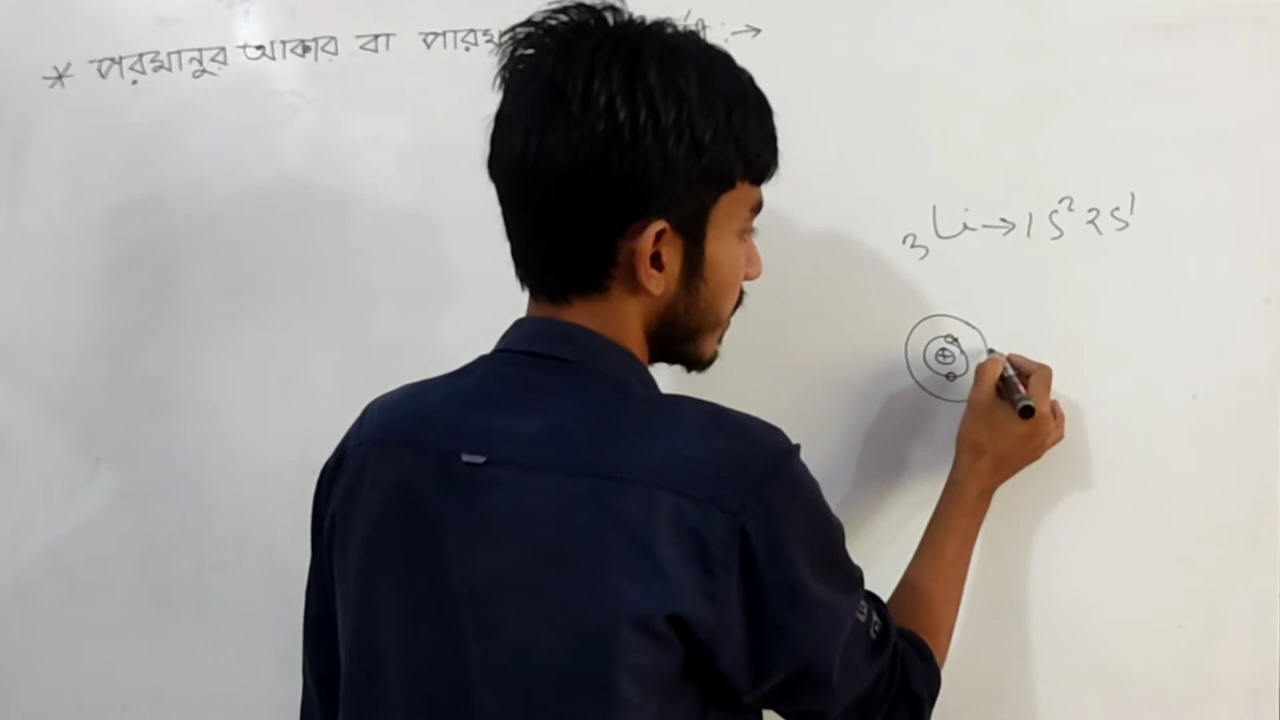 * পরমানুর আকার বা :→
₃Li→1s² 2s¹
+